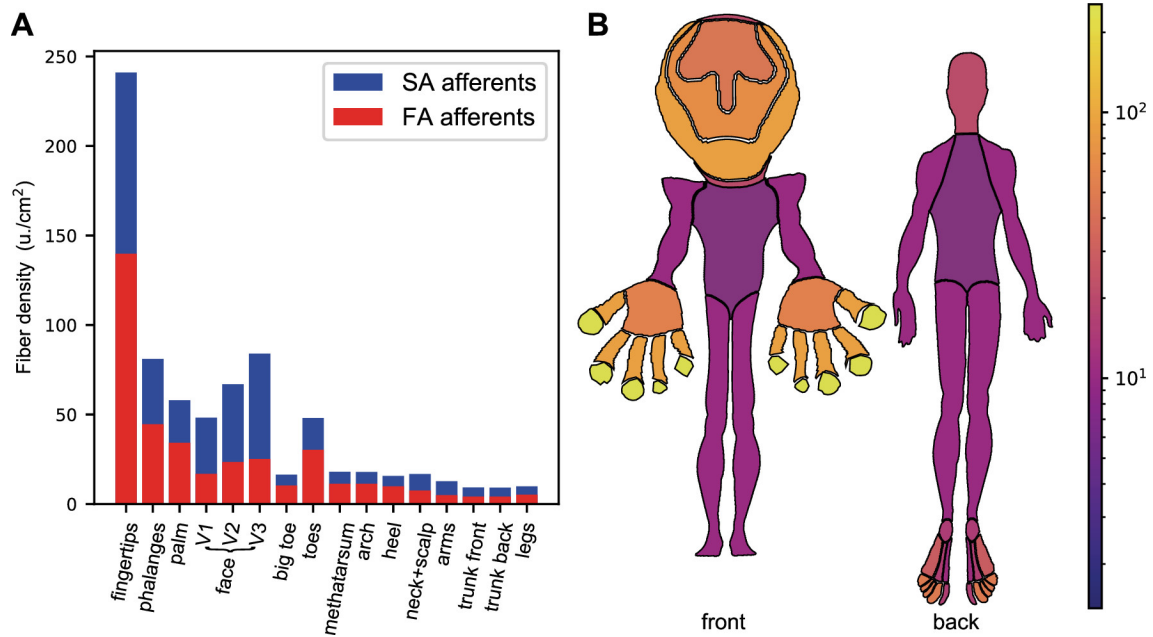 A
B
250
200
150
100
50
0
Fiber density (u./cm²)
SA afferents
FA afferents
fingertips
phalanges
palm
V1
face V2
V3
big toe
toes
methatarsum
arch
heel
neck+scalp
arms
trunk front
trunk back
legs
front
back
10²
10¹